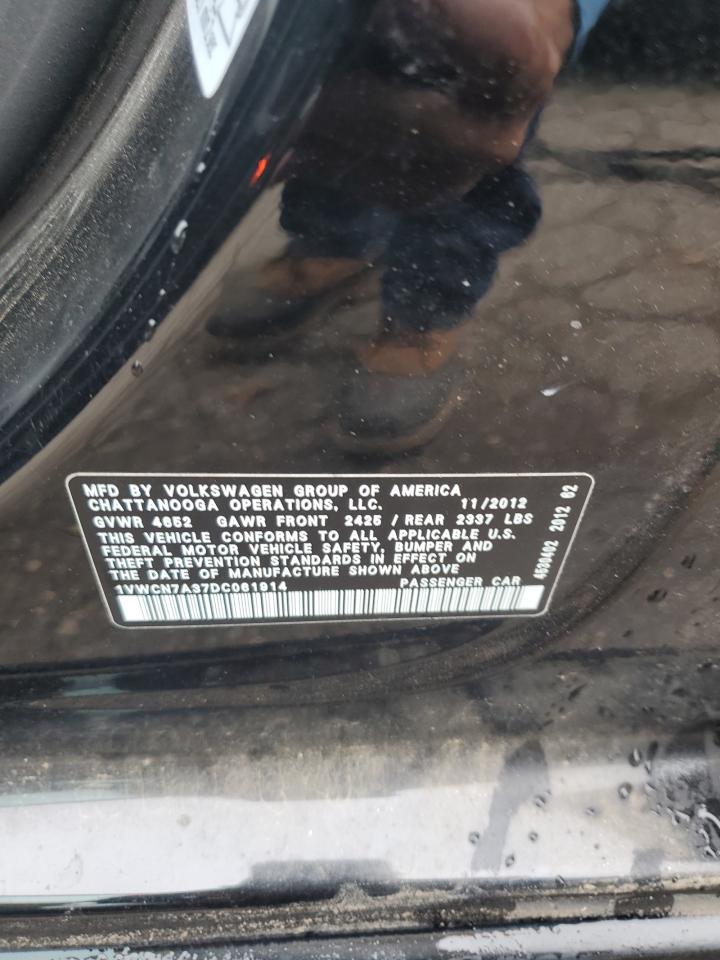 MFD BY VOLKSWAGEN GROUP OF AMERICA
CHATTANOOGA OPERATIONS, LLC. 11/2012
GVWR 4652 GAWR FRONT 2425 / REAR 2337 LBS
THIS VEHICLE CONFORMS TO ALL APPLICABLE U.S.
FEDERAL MOTOR VEHICLE SAFETY, BUMPER AND
THEFT PREVENTION STANDARDS IN EFFECT ON
THE DATE OF MANUFACTURE SHOWN ABOVE
1VWCN7A37DC061914 PASSENGER CAR
4530402 2012 62